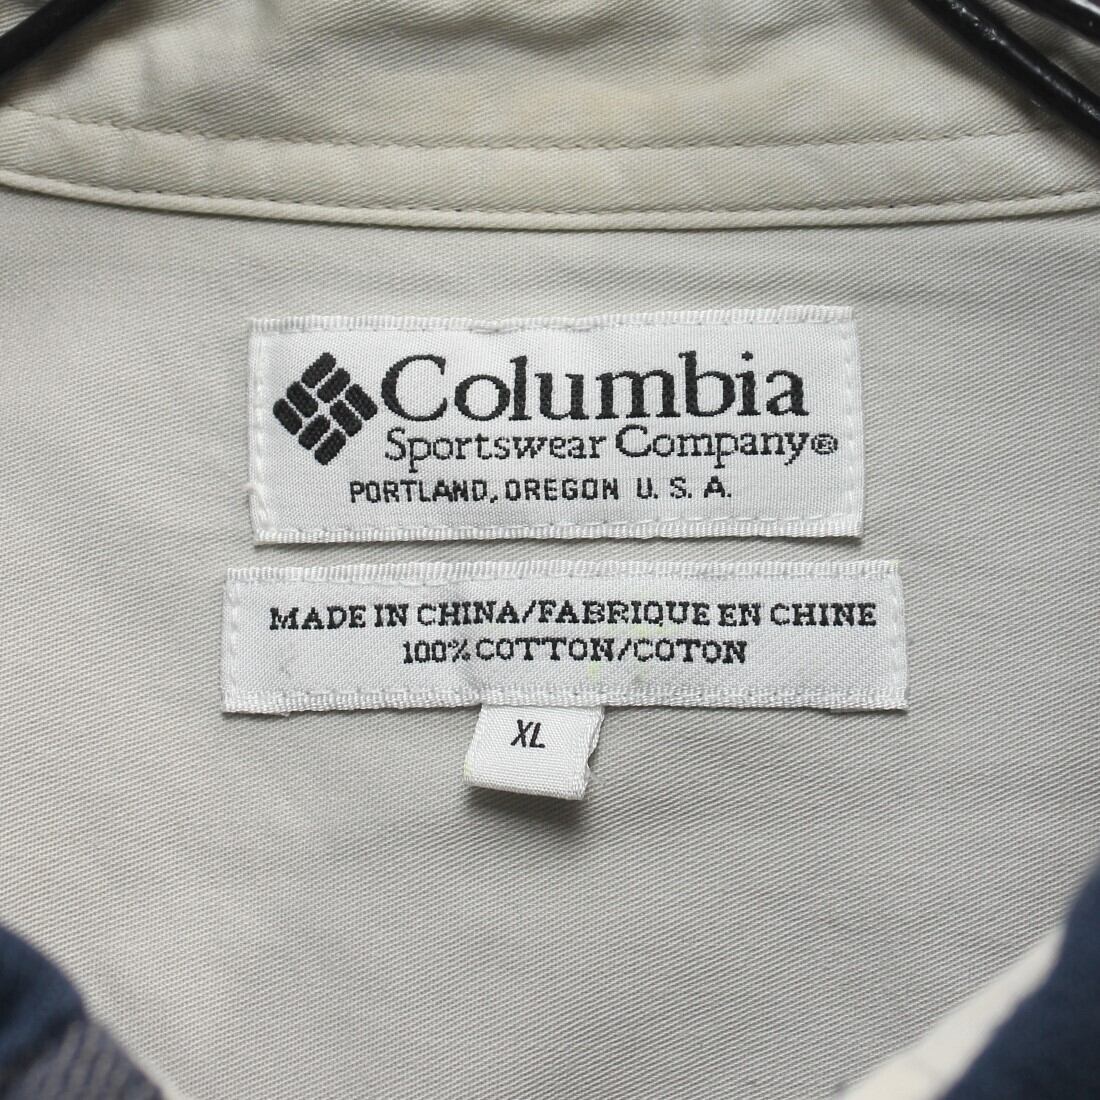 Columbia
Sportswear Company®
PORTLAND, OREGON U. S. A.
MADE IN CHINA/FABRIQUE EN CHINE
100% COTTON/COTON
XL